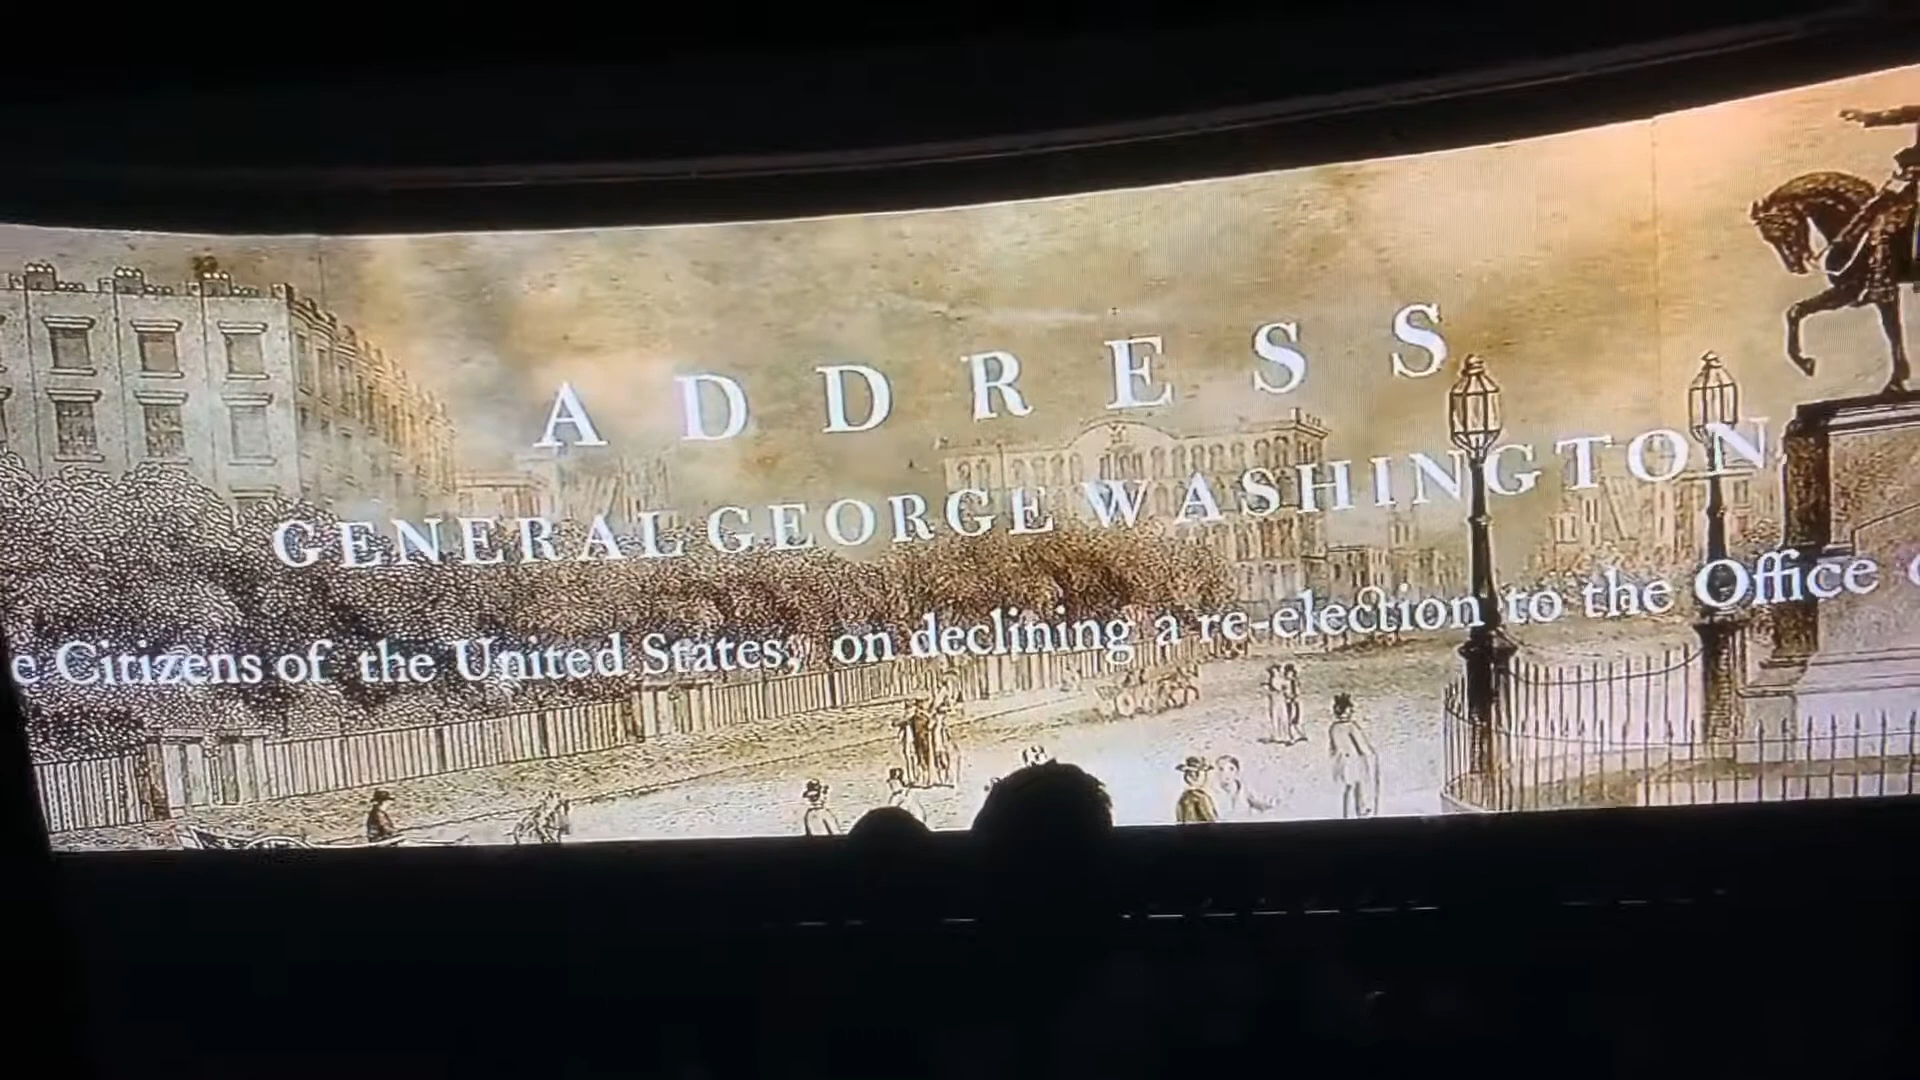 ADDRESS
GENERAL GEORGE WASHINGTON
e Citizens of the United States, on declining a re-election to the Office